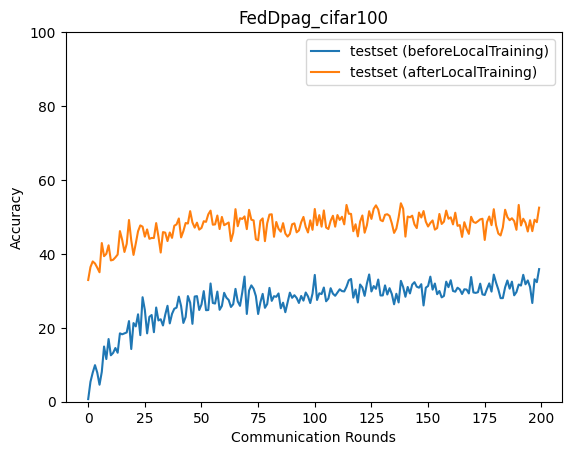 FedDpag_cifar100
testset (beforeLocalTraining)
testset (afterLocalTraining)
Accuracy
100
80
60
40
20
0
0 25 50 75 100 125 150 175 200
Communication Rounds